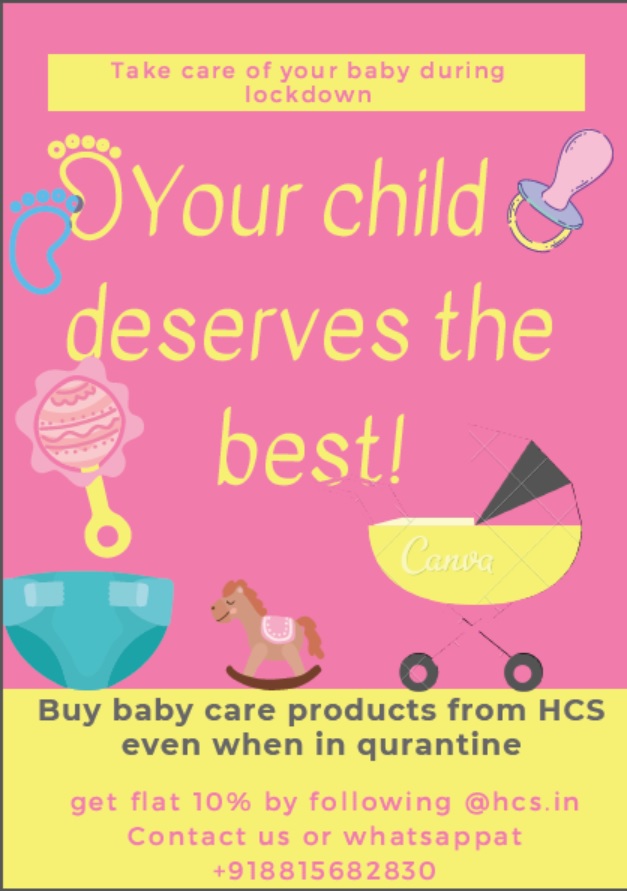 Take care of your baby during
lockdown
Your child
deserves the
best!
Canva
Buy baby care products from HCS
even when in qurantine
get flat 10% by following @hcs.in
Contact us or whatsappat
+918815682830